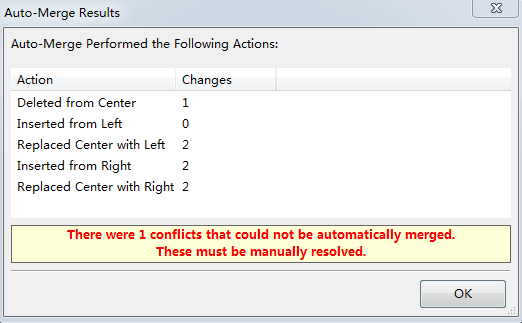 Auto-Merge Results
Auto-Merge Performed the Following Actions:
Action Changes
Deleted from Center 1
Inserted from Left 0
Replaced Center with Left 2
Inserted from Right 2
Replaced Center with Right 2
There were 1 conflicts that could not be automatically merged.
These must be manually resolved.
OK